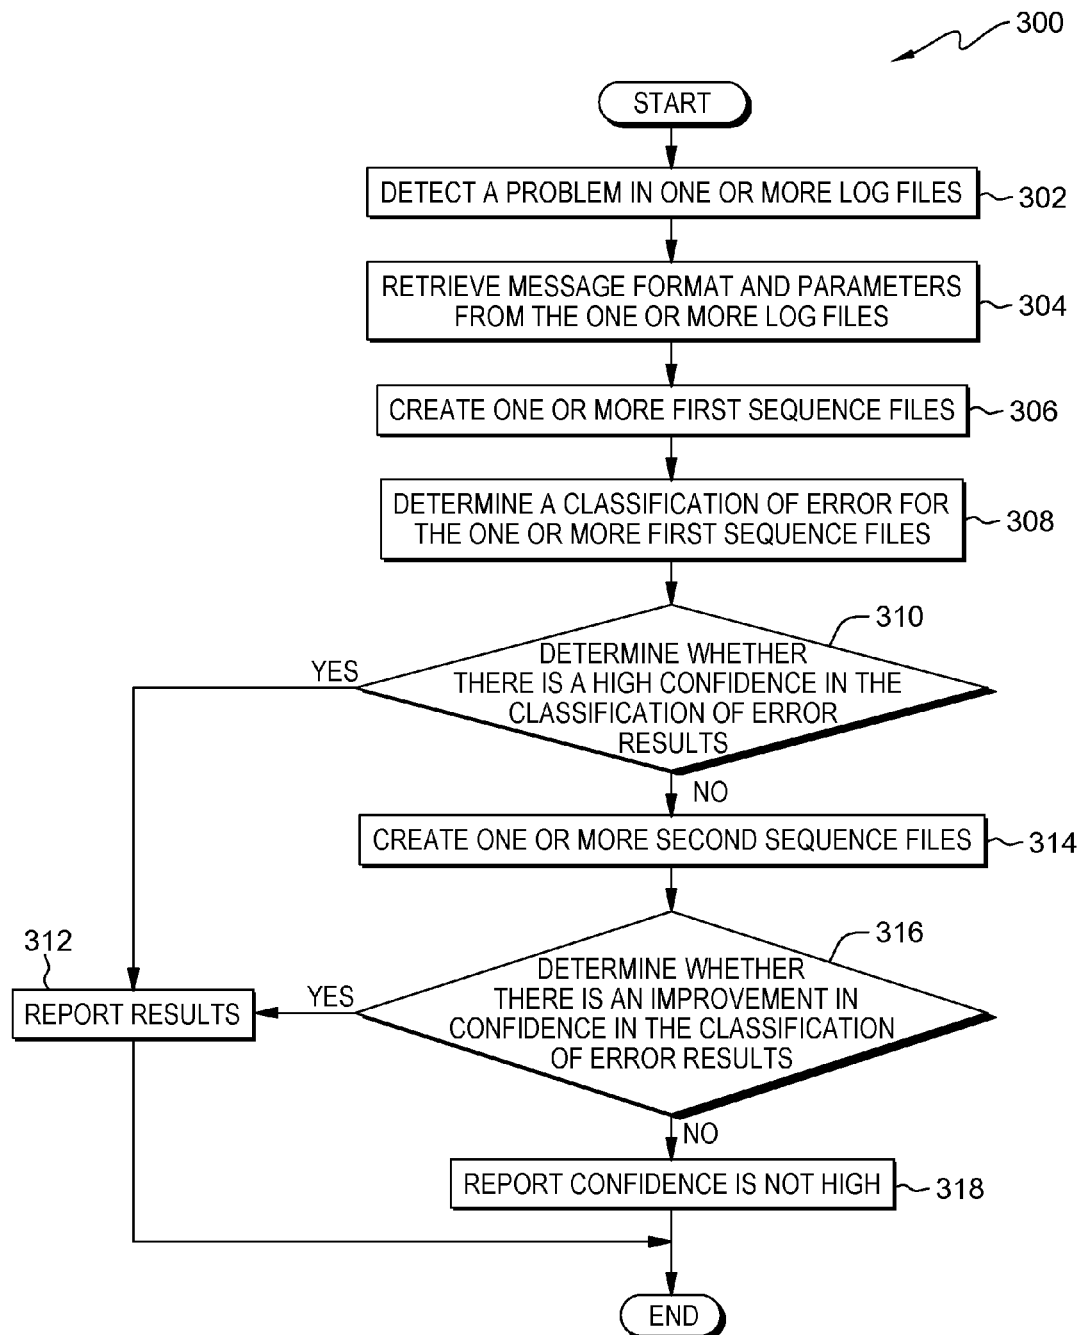 300
START
DETECT A PROBLEM IN ONE OR MORE LOG FILES
302
RETRIEVE MESSAGE FORMAT AND PARAMETERS
FROM THE ONE OR MORE LOG FILES
304
CREATE ONE OR MORE FIRST SEQUENCE FILES
306
DETERMINE A CLASSIFICATION OF ERROR FOR
THE ONE OR MORE FIRST SEQUENCE FILES
308
310
DETERMINE WHETHER
THERE IS A HIGH CONFIDENCE IN THE
CLASSIFICATION OF ERROR
RESULTS
YES
NO
CREATE ONE OR MORE SECOND SEQUENCE FILES
314
316
DETERMINE WHETHER
THERE IS AN IMPROVEMENT IN
CONFIDENCE IN THE CLASSIFICATION
OF ERROR RESULTS
YES
312
REPORT RESULTS
NO
REPORT CONFIDENCE IS NOT HIGH
318
END